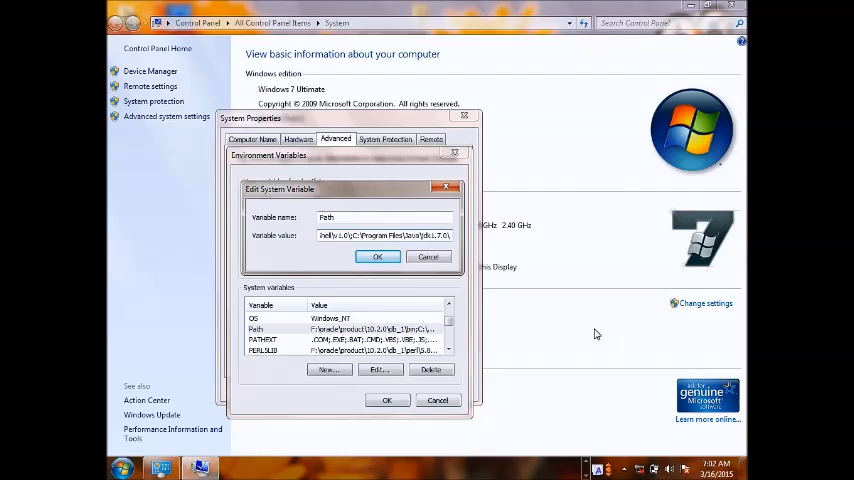 Control Panel
All Control Panel Items
System
Search Control Panel
Control Panel Home
Device Manager
Remote settings
System protection
Advanced system settings
View basic information about your computer
Windows edition
Windows 7 Ultimate
Copyright © 2009 Microsoft Corporation. All rights reserved.
System Properties
Computer Name
Hardware
Advanced
System Protection
Remote
Environment Variables
Edit System Variable
Variable name:
Path
Variable value:
hell\v1.0\;C:\Program Files\Java\jdk1.7.0\
OK
Cancel
GHz 2.40 GHz
his Display
7
Change settings
System variables
Variable
Value
OS
Windows_NT
Path
F:\oracle\product\10.2.0\db_1\bin;C:\...
PATHEXT
.COM;.EXE;.BAT;.CMD;.VBS;.VBE;.JS;...
PERL5LIB
F:\oracle\product\10.2.0\db_1\perl\5.8...
New...
Edit...
Delete
OK
Cancel
See also
Action Center
Windows Update
Performance Information and
Tools
ask for
genuine
Microsoft
software
Learn more online...
A
7:02 AM
3/16/2015